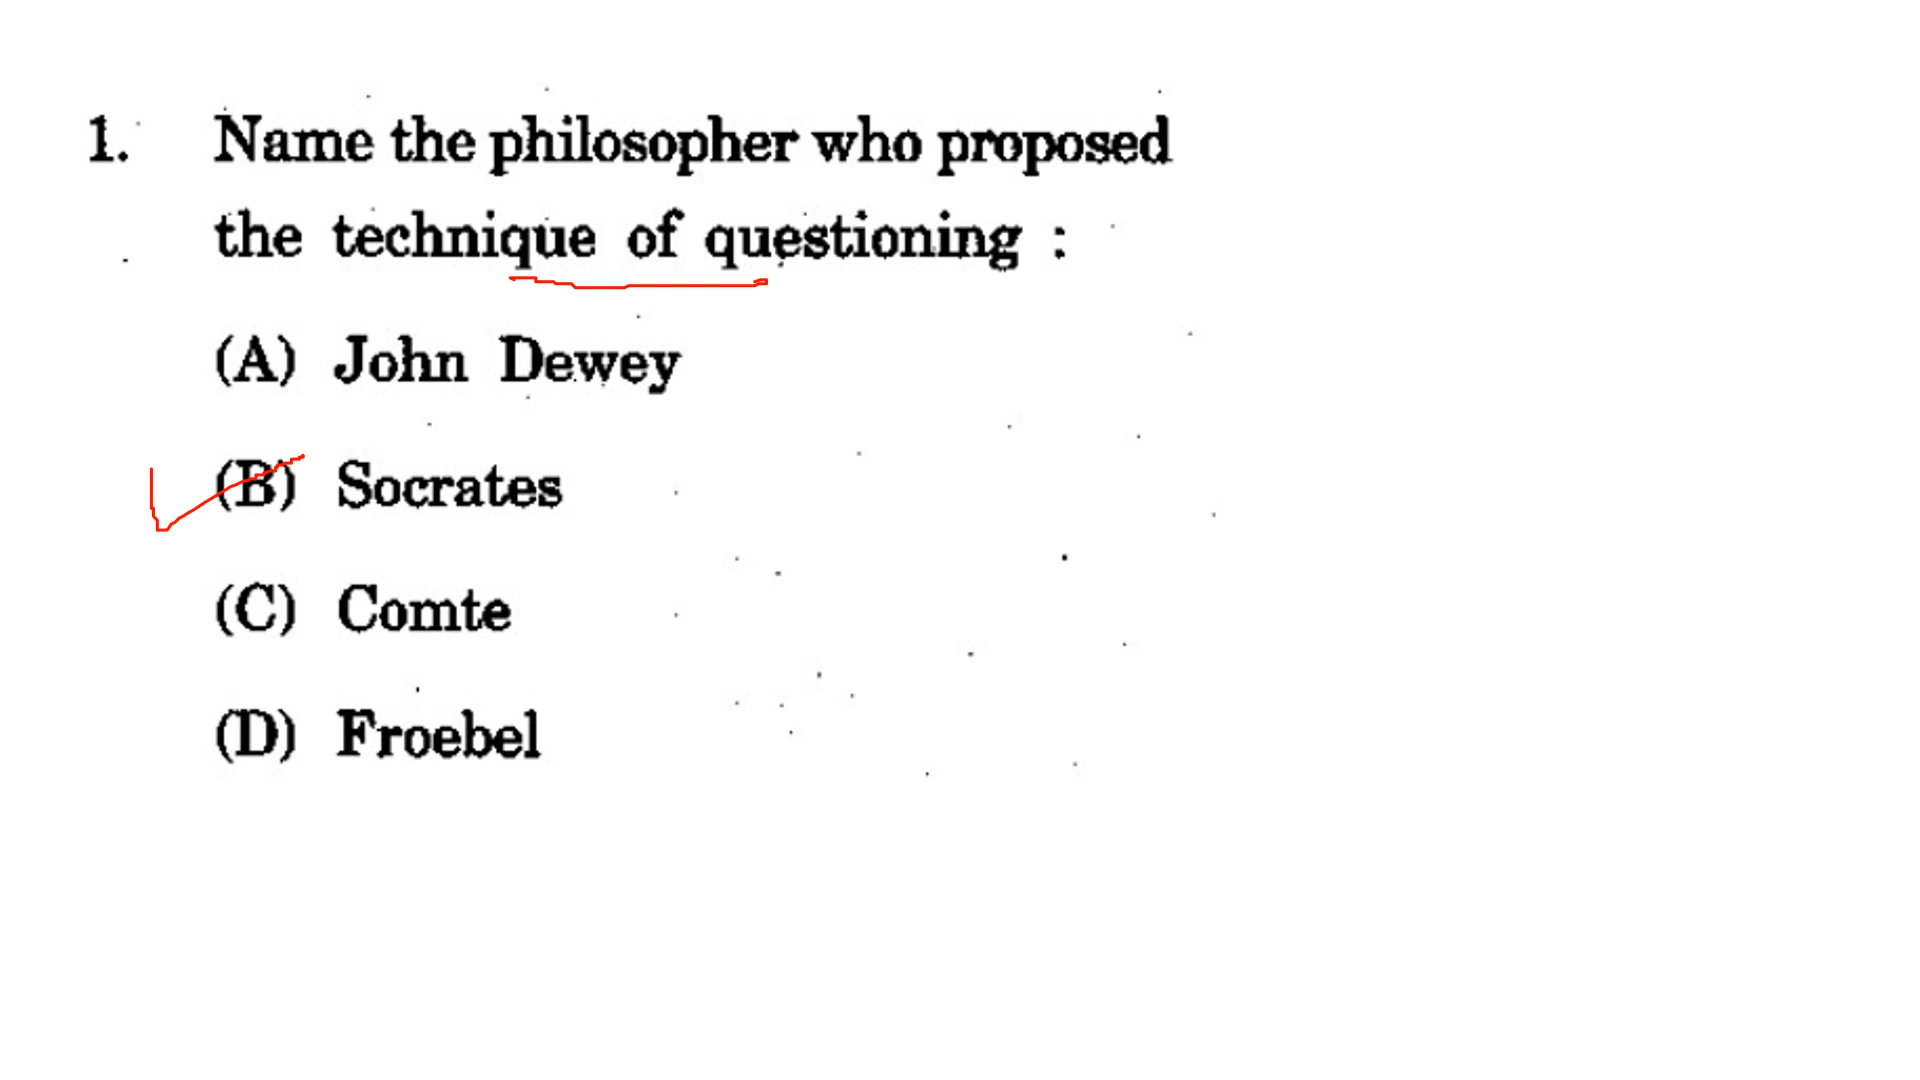 1. Name the philosopher who proposed
the technique of questioning :
(A) John Dewey
(B) Socrates
(C) Comte
(D) Froebel